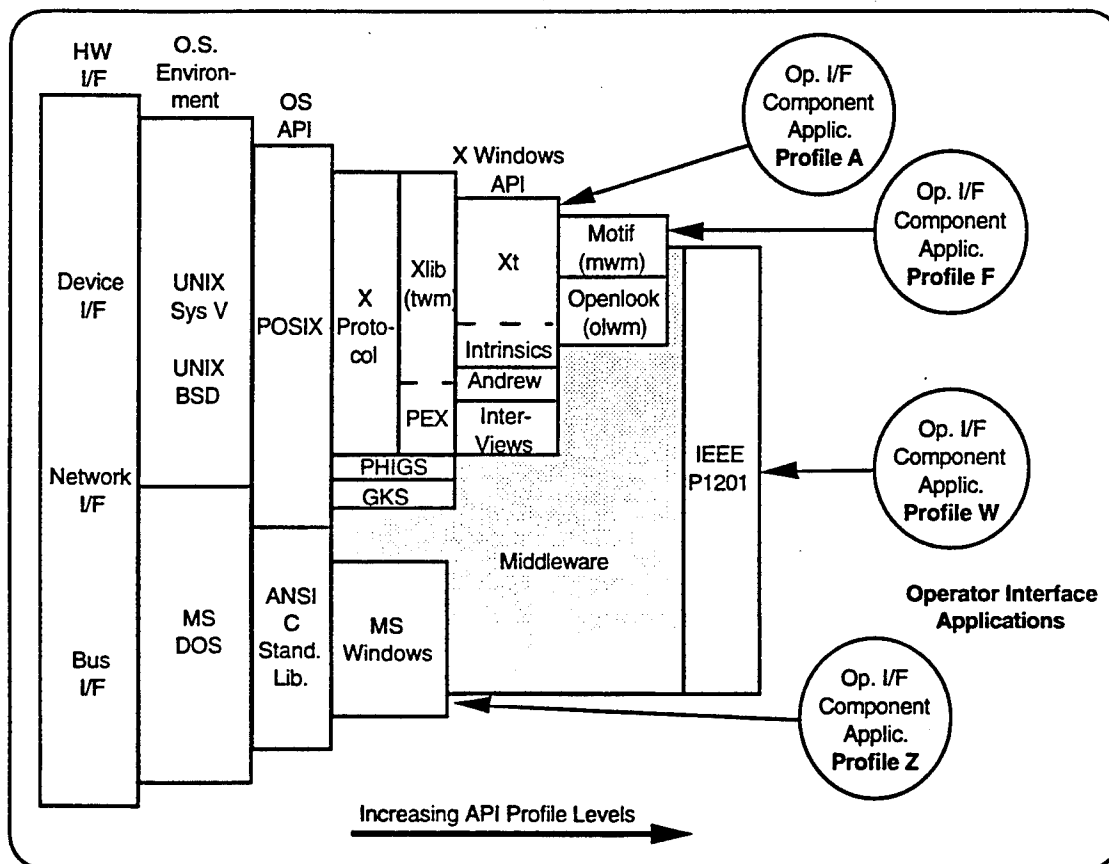 HW
I/F
O.S.
Environ-
ment
OS
API
X Windows
API
Device
I/F
Network
I/F
Bus
I/F
UNIX
Sys V
UNIX
BSD
MS
DOS
POSIX
ANSI
C
Stand.
Lib.
X
Proto-
col
Xlib
(twm)
PEX
PHIGS
GKS
MS
Windows
Xt
Intrinsics
Andrew
Inter-
Views
Motif
(mwm)
Openlook
(olwm)
Middleware
IEEE
P1201
Op. I/F
Component
Applic.
Profile A
Op. I/F
Component
Applic.
Profile F
Op. I/F
Component
Applic.
Profile W
Operator Interface
Applications
Op. I/F
Component
Applic.
Profile Z
Increasing API Profile Levels